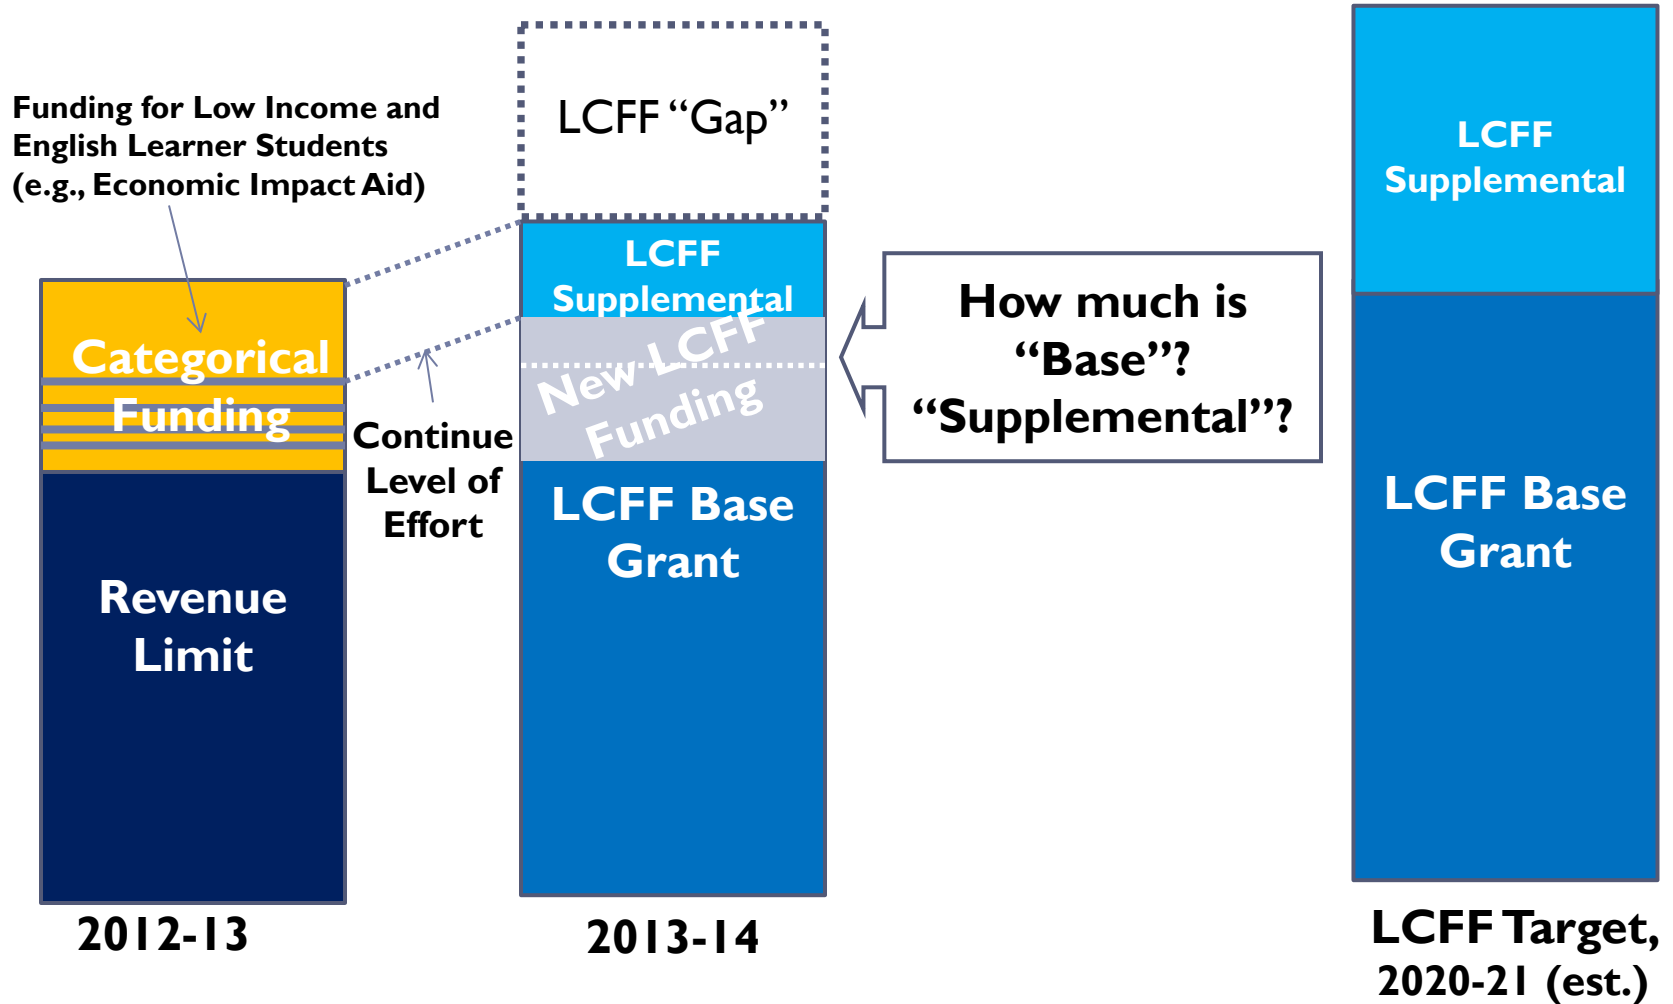 Funding for Low Income and
English Learner Students
(e.g., Economic Impact Aid)
Categorical
Funding
Revenue
Limit
2012-13
Continue
Level of
Effort
LCFF “Gap”
LCFF
Supplemental
New LCFF
Funding
LCFF Base
Grant
2013-14
How much is
“Base”?
“Supplemental”?
LCFF
Supplemental
LCFF Base
Grant
LCFF Target,
2020-21 (est.)